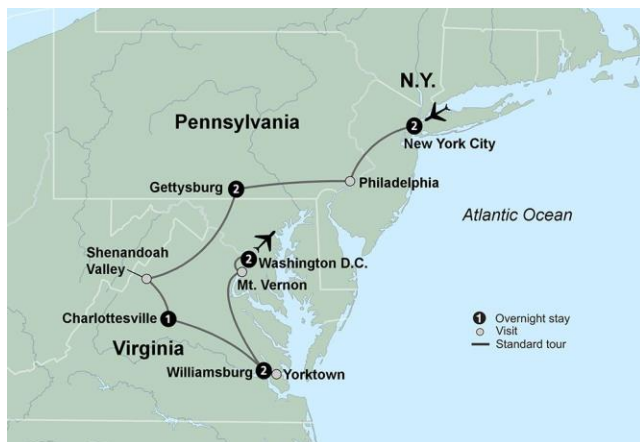 N.Y.
Pennsylvania
2
New York City
Gettysburg
2
Philadelphia
Atlantic Ocean
Shenandoah
Valley
2
Washington D.C.
Mt. Vernon
Charlottesville
1
Virginia
Williamsburg
2
Yorktown
1 Overnight stay
Visit
Standard tour